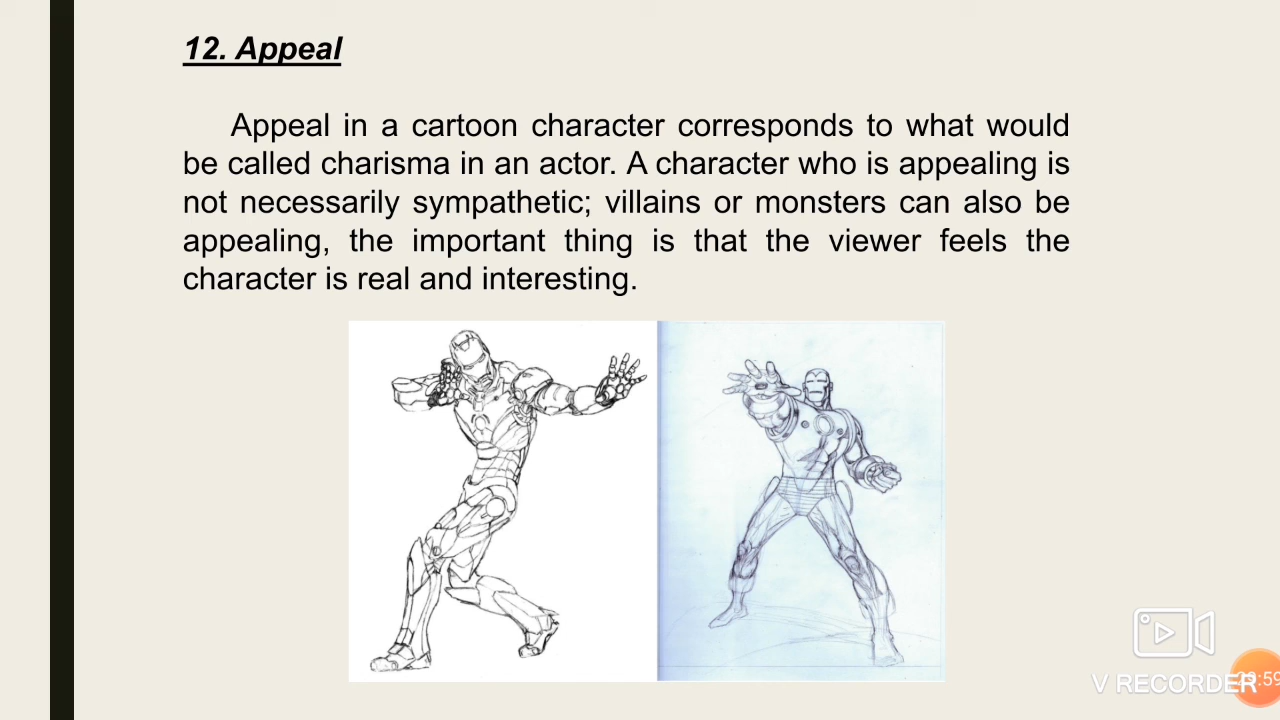 12. Appeal
Appeal in a cartoon character corresponds to what would
be called charisma in an actor. A character who is appealing is
not necessarily sympathetic; villains or monsters can also be
appealing, the important thing is that the viewer feels the
character is real and interesting.
V RECORDER